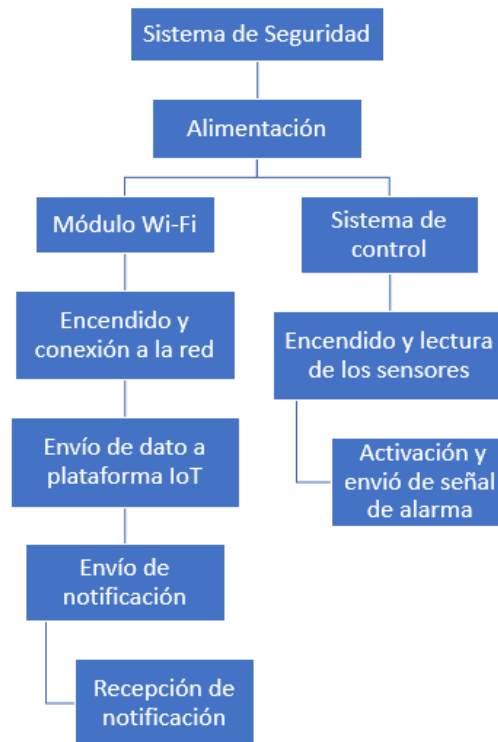 Sistema de Seguridad
Alimentación
Módulo Wi-Fi
Encendido y
conexión a la red
Envío de dato a
plataforma IoT
Envío de
notificación
Recepción de
notificación
Sistema de
control
Encendido y lectura
de los sensores
Activación y
envió de señal
de alarma